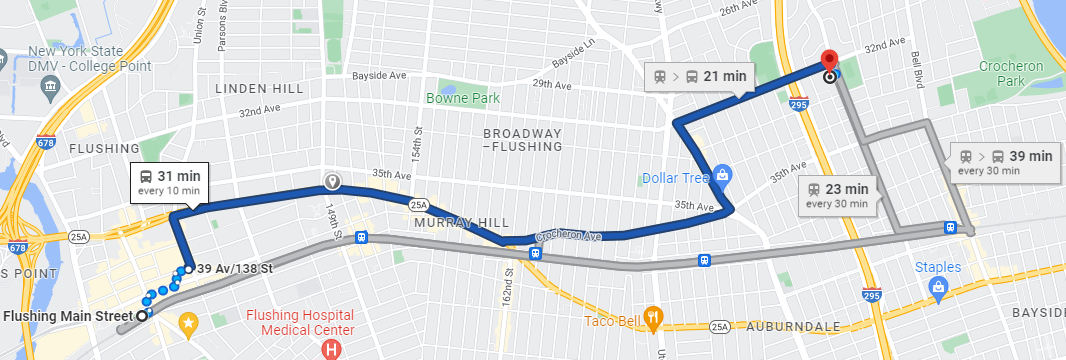 26th Ave
Union St
Parsons Blv
kwy
32nd Ave
New York State
DMV - College Point
Bayside Ln
Bell Blvd
Crocheron
Park
21 min
Bayside Ave
29th Ave
LINDEN HILL
Bowne Park
295
32nd Ave
678
154th St
BROADWAY
-FLUSHING
FLUSHING
39 min
every 30 min
31 min
every 10 min
35th Ave
35th Ave
Dollar Tree
23 min
every 30 min
35th Ave
25A
149th St
MURRAY HILL
25A
Crocheron Ave
678
S POINT
39 Av/138 St
162nd St
Staples
295
Flushing Main Street
Flushing Hospital
Medical Center
Taco Bell
25A
AUBURNDALE
BAYSIDE
Ut